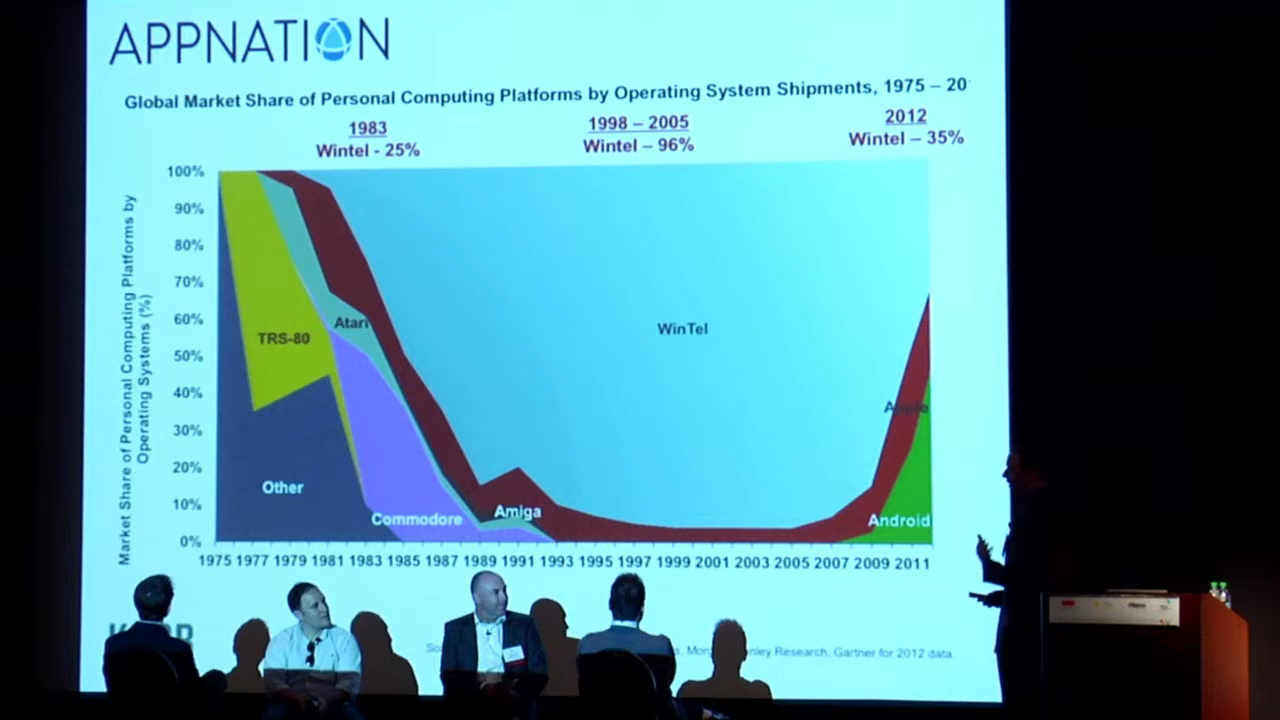 APPNATION
Global Market Share of Personal Computing Platforms by Operating System Shipments, 1975 – 20
1983
Wintel - 25%
1998 – 2005
Wintel – 96%
2012
Wintel – 35%
Market Share of Personal Computing Platforms by
Operating Systems (%)
100%
90%
80%
70%
60%
50%
40%
30%
20%
10%
0%
TRS-80
Atari
WinTel
Apple
Other
Commodore
Amiga
Android
1975 1977 1979 1981 1983 1985 1987 1989 1991 1993 1995 1997 1999 2001 2003 2005 2007 2009 2011
Research, Gartner for 2012 data.